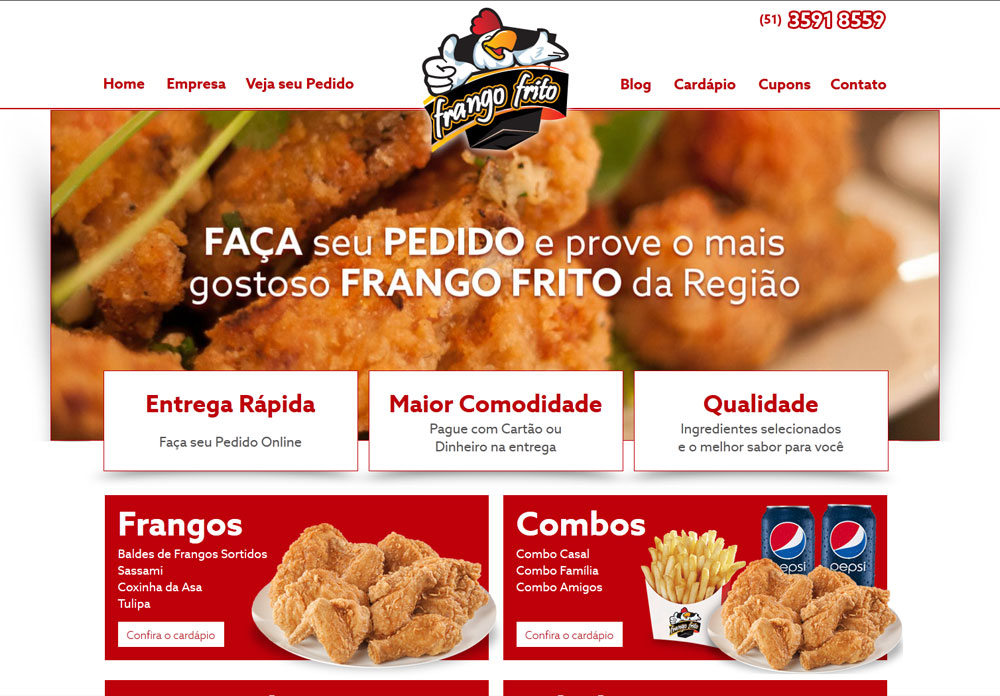 (51) 3591 8559
Home Empresa Veja seu Pedido
frango frito
Blog Cardápio Cupons Contato
FAÇA seu PEDIDO e prove o mais
gostoso FRANGO FRITO da Região
Entrega Rápida
Faça seu Pedido Online
Maior Comodidade
Pague com Cartão ou
Dinheiro na entrega
Qualidade
Ingredientes selecionados
e o melhor sabor para você
Frangos
Baldes de Frangos Sortidos
Sassami
Coxinha da Asa
Tulipa
Confira o cardápio
Combos
Combo Casal
Combo Família
Combo Amigos
Confira o cardápio
pepsi
pepsi
frango frito